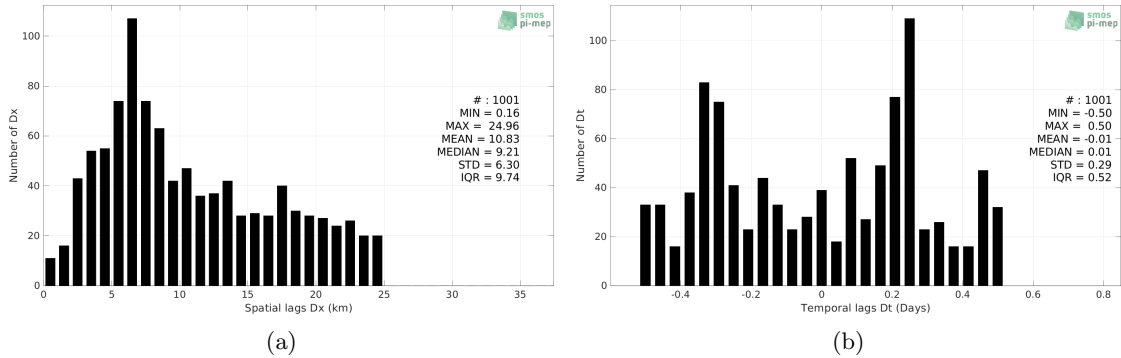 smos
pi-mep
100
80
60
40
20
0
Number of Dx
# : 1001
MIN = 0.16
MAX = 24.96
MEAN = 10.83
MEDIAN = 9.21
STD = 6.30
IQR = 9.74
0 5 10 15 20 25 30 35
Spatial lags Dx (km)
(a)
smos
pi-mep
100
80
60
40
20
0
Number of Dt
# : 1001
MIN = -0.50
MAX = 0.50
MEAN = -0.01
MEDIAN = 0.01
STD = 0.29
IQR = 0.52
-0.4 -0.2 0 0.2 0.4 0.6 0.8
Temporal lags Dt (Days)
(b)